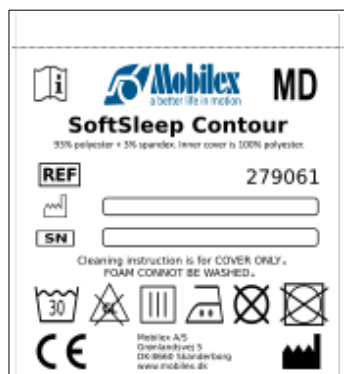 Mobilex
a better life in motion
MD
SoftSleep Contour
95% polyester + 5% spandex. Inner cover is 100% polyester.
REF 279061
SN
Cleaning instruction is for COVER ONLY.
FOAM CONNOT BE WASHED.
30
CE
Mobilex A/S
Grønlandsvej 5
DK-8660 Skanderborg
www.mobilex.dk